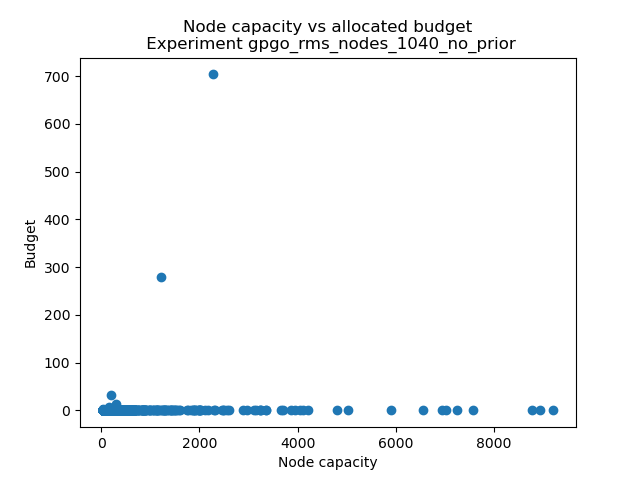 Node capacity vs allocated budget
Experiment gpgo_rms_nodes_1040_no_prior
700
600
500
400
300
200
100
0
Budget
0 2000 4000 6000 8000
Node capacity